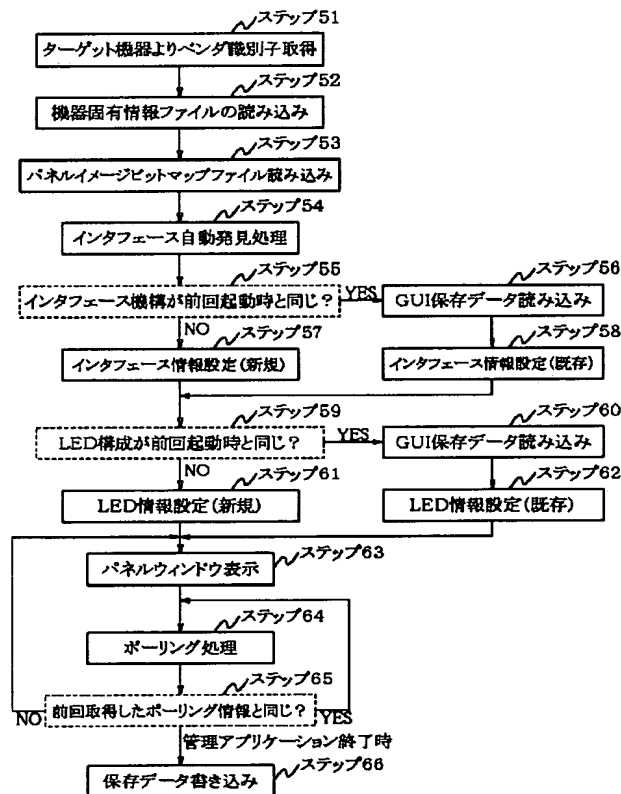 ステップ51
ターゲット機器よりベンダ識別子取得
ステップ52
機器固有情報ファイルの読み込み
ステップ53
パネルイメージビットマップファイル読み込み
ステップ54
インタフェース自動発見処理
ステップ55
インタフェース機構が前回起動時と同じ?
YES
ステップ56
GUI保存データ読み込み
NO
ステップ57
インタフェース情報設定(新規)
ステップ58
インタフェース情報設定(既存)
ステップ59
LED構成が前回起動時と同じ?
YES
ステップ60
GUI保存データ読み込み
NO
ステップ61
LED情報設定(新規)
ステップ62
LED情報設定(既存)
ステップ63
パネルウィンドウ表示
ステップ64
ポーリング処理
ステップ65
前回取得したポーリング情報と同じ?
NO
YES
管理アプリケーション終了時
ステップ66
保存データ書き込み